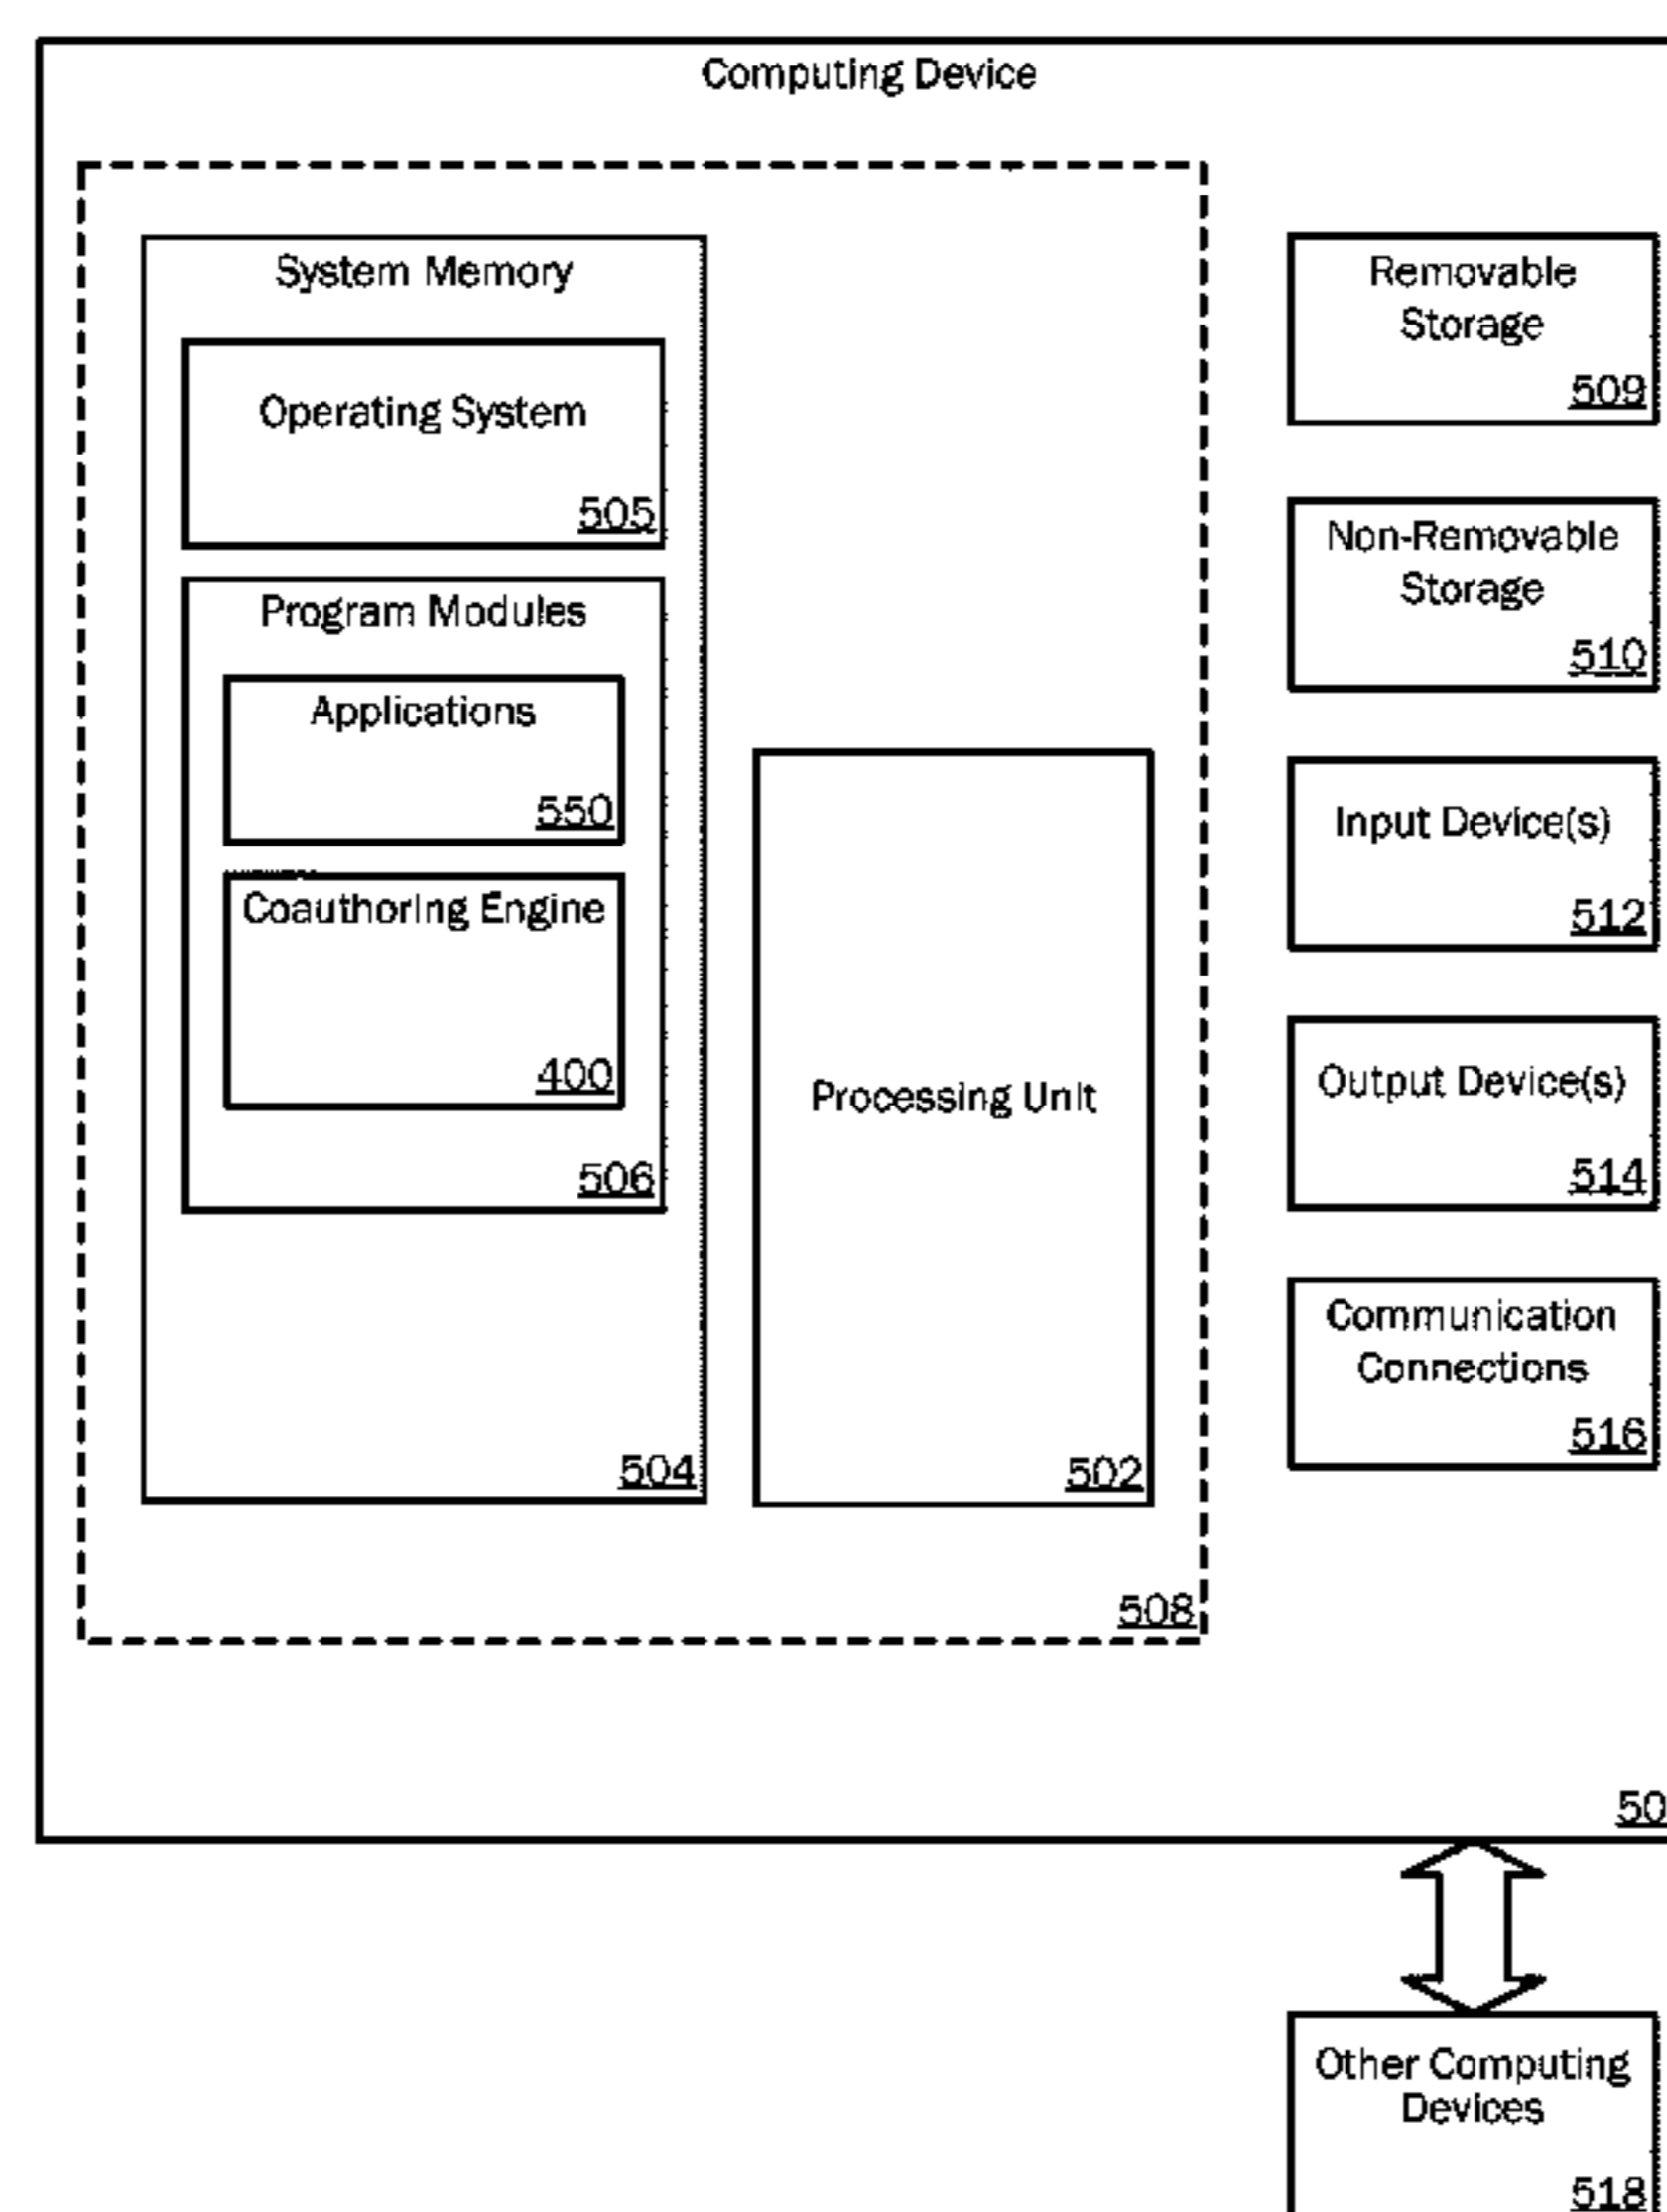 Computing Device
System Memory
Operating System
505
Program Modules
Applications
550
Coauthoring Engine
400
506
504
Processing Unit
502
508
Removable
Storage
509
Non-Removable
Storage
510
Input Device(s)
512
Output Device(s)
514
Communication
Connections
516
50
Other Computing
Devices
518